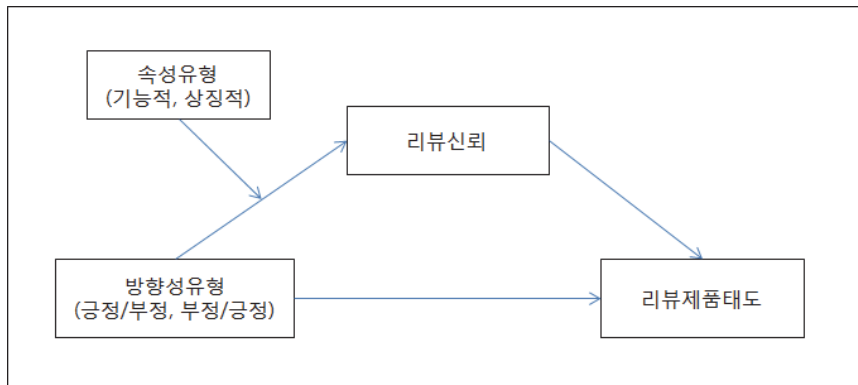 속성유형
(기능적, 상징적)
리뷰신뢰
방향성유형
(긍정/부정, 부정/긍정)
리뷰제품태도